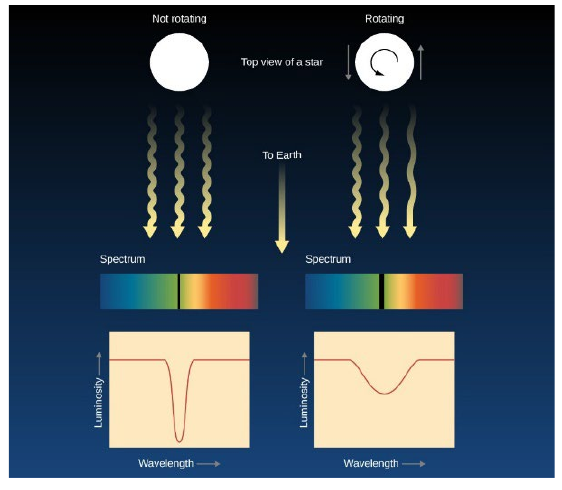 Not rotating
Rotating
Top view of a star
To Earth
Spectrum
Spectrum
Luminosity
Luminosity
Wavelength
Wavelength